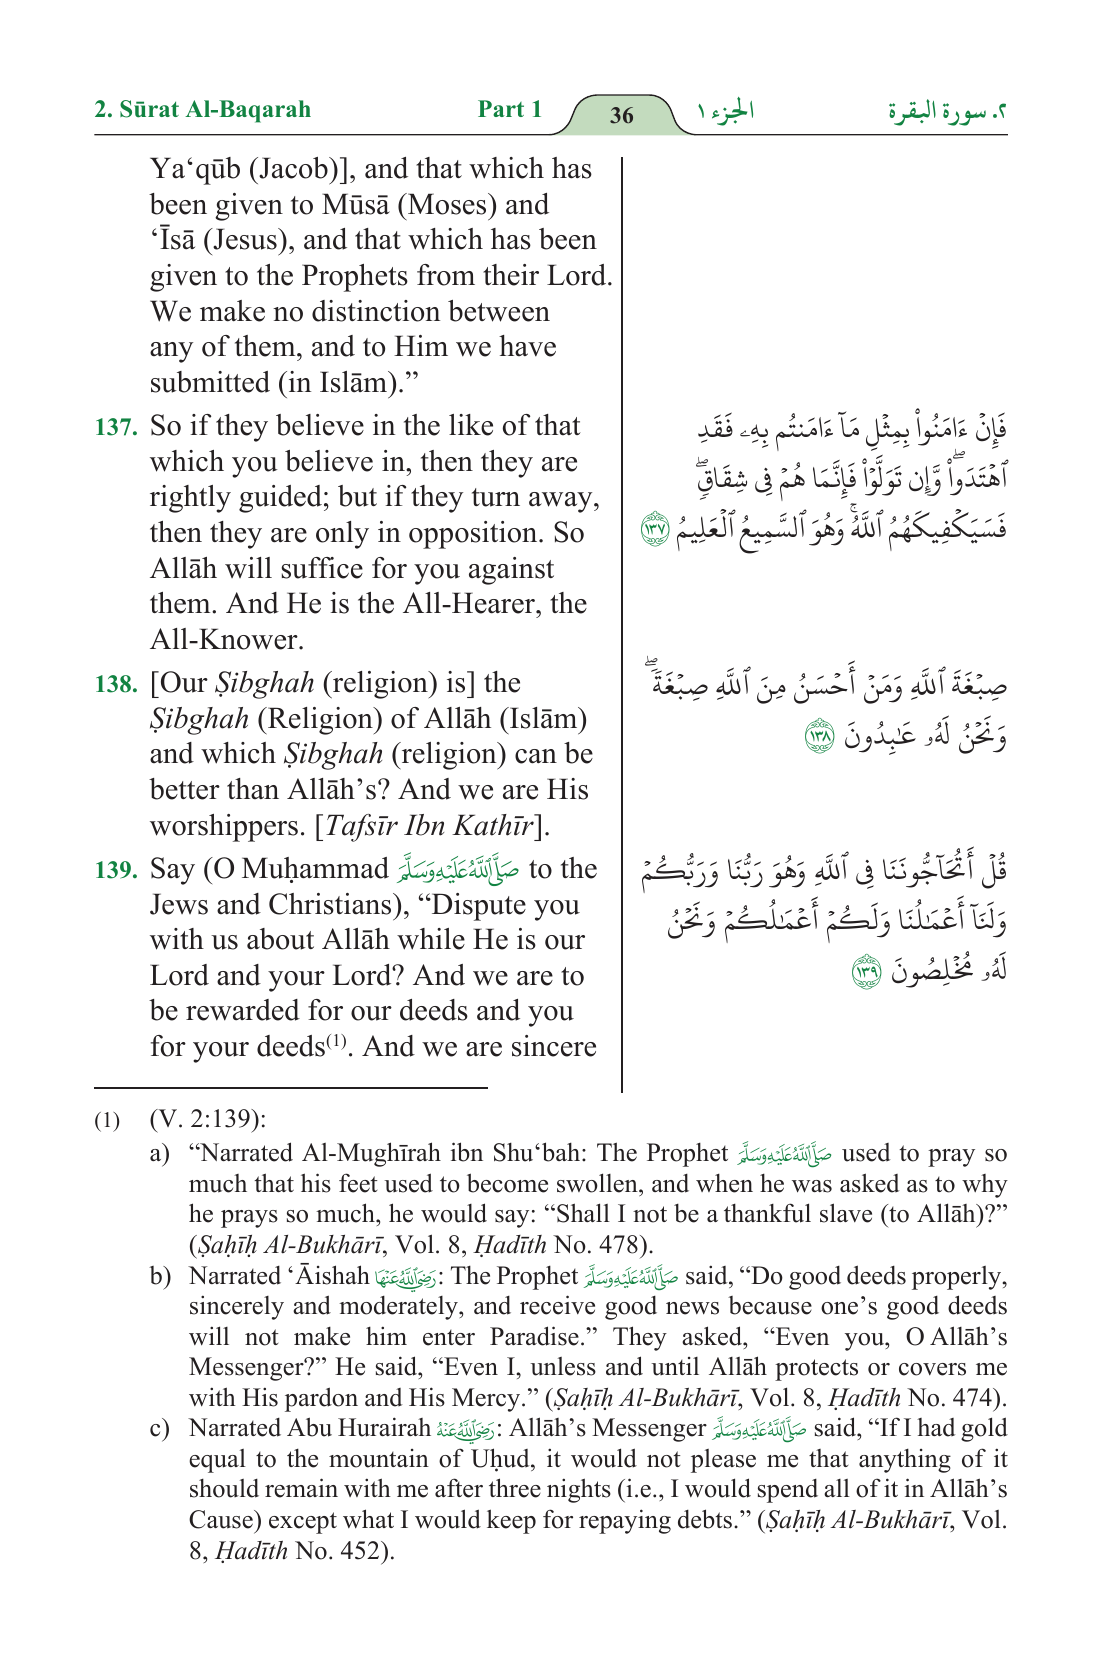 2. Sūrat Al-Baqarah Part 1 36 الجزء ١ ٢. سورة البقرة
Ya‘qūb (Jacob)], and that which has
been given to Mūsā (Moses) and
‘Īsā (Jesus), and that which has been
given to the Prophets from their Lord.
We make no distinction between
any of them, and to Him we have
submitted (in Islām).”
137. So if they believe in the like of that
which you believe in, then they are
rightly guided; but if they turn away,
then they are only in opposition. So
Allāh will suffice for you against
them. And He is the All-Hearer, the
All-Knower.
فَإِنۡ ءَامَنُواْ بِمِثۡلِ مَآ ءَامَنتُم بِهِۦ فَقَدِ
ٱهۡتَدَواْۖ وَّإِن تَوَلَّوۡاْ فَإِنَّمَا هُمۡ فِي شِقَاقٖۖ
فَسَيَكۡفِيكَهُمُ ٱللَّهُۚ وَهُوَ ٱلسَّمِيعُ ٱلۡعَلِيمُ ١٣٧
138. [Our Ṣibghah (religion) is] the
Ṣibghah (Religion) of Allāh (Islām)
and which Ṣibghah (religion) can be
better than Allāh’s? And we are His
worshippers. [Tafsīr Ibn Kathīr].
صِبۡغَةَ ٱللَّهِ وَمَنۡ أَحۡسَنُ مِنَ ٱللَّهِ صِبۡغَةٗۖ
وَنَحۡنُ لَهُۥ عَٰبِدُونَ ١٣٨
139. Say (O Muḥammad صَلَّى اللَّهُ عَلَيْهِ وَسَلَّمَ to the
Jews and Christians), “Dispute you
with us about Allāh while He is our
Lord and your Lord? And we are to
be rewarded for our deeds and you
for your deeds(1). And we are sincere
قُلۡ أَتُحَآجُّونَنَا فِي ٱللَّهِ وَهُوَ رَبُّنَا وَرَبُّكُمۡ
وَلَنَآ أَعۡمَٰلُنَا وَلَكُمۡ أَعۡمَٰلُكُمۡ وَنَحۡنُ
لَهُۥ مُخۡلِصُونَ ١٣٩
(1) (V. 2:139):
a) “Narrated Al-Mughīrah ibn Shu‘bah: The Prophet صَلَّى اللَّهُ عَلَيْهِ وَسَلَّمَ used to pray so
much that his feet used to become swollen, and when he was asked as to why
he prays so much, he would say: “Shall I not be a thankful slave (to Allāh)?”
(Ṣaḥīḥ Al-Bukhārī, Vol. 8, Ḥadīth No. 478).
b) Narrated ‘Āishah رَضِيَ اللَّهُ عَنْهَا: The Prophet صَلَّى اللَّهُ عَلَيْهِ وَسَلَّمَ said, “Do good deeds properly,
sincerely and moderately, and receive good news because one’s good deeds
will not make him enter Paradise.” They asked, “Even you, O Allāh’s
Messenger?” He said, “Even I, unless and until Allāh protects or covers me
with His pardon and His Mercy.” (Ṣaḥīḥ Al-Bukhārī, Vol. 8, Ḥadīth No. 474).
c) Narrated Abu Hurairah رَضِيَ اللَّهُ عَنْهُ: Allāh’s Messenger صَلَّى اللَّهُ عَلَيْهِ وَسَلَّمَ said, “If I had gold
equal to the mountain of Uḥud, it would not please me that anything of it
should remain with me after three nights (i.e., I would spend all of it in Allāh’s
Cause) except what I would keep for repaying debts.” (Ṣaḥīḥ Al-Bukhārī, Vol.
8, Ḥadīth No. 452).